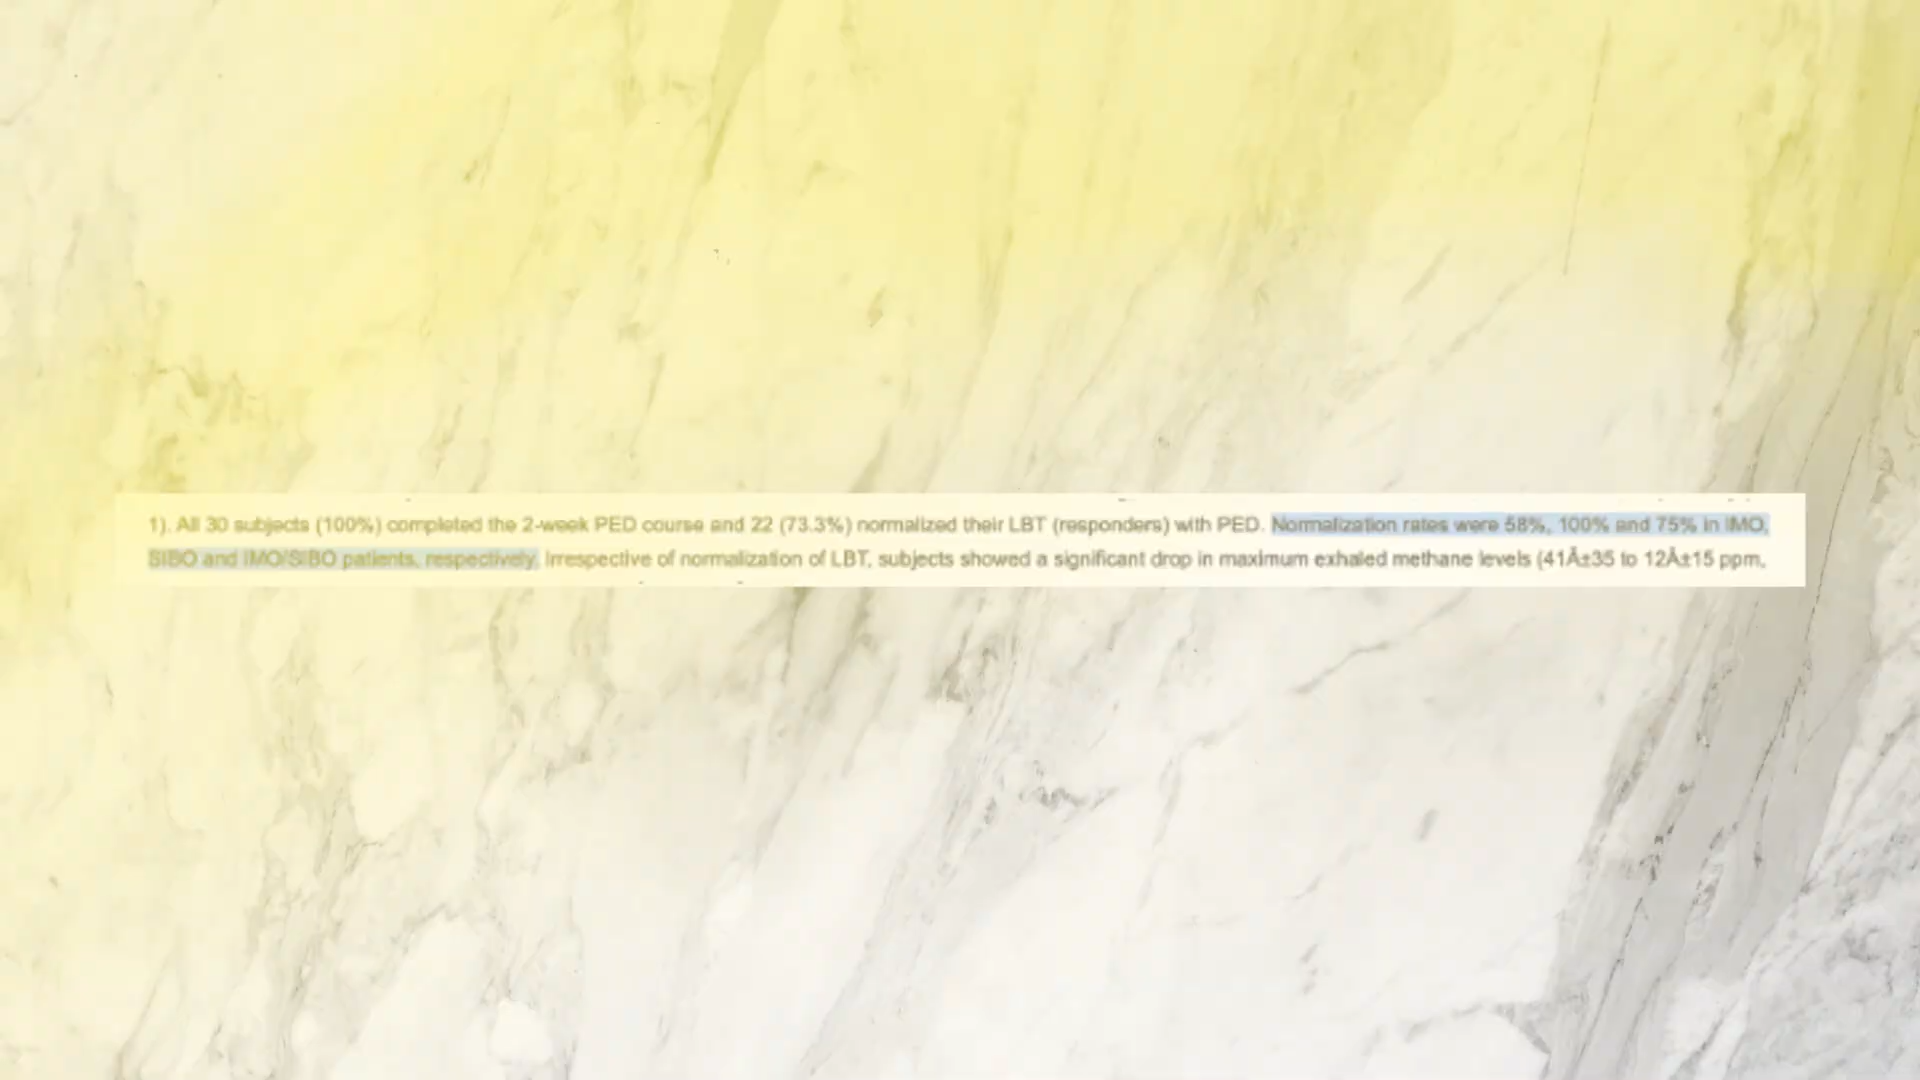 1). All 30 subjects (100%) completed the 2-week PED course and 22 (73.3%) normalized their LBT (responders) with PED. Normalization rates were 58%, 100% and 75% in IMO,
SIBO and IMO/SIBO patients, respectively. Irrespective of normalization of LBT, subjects showed a significant drop in maximum exhaled methane levels (41Â±35 to 12Â±15 ppm,